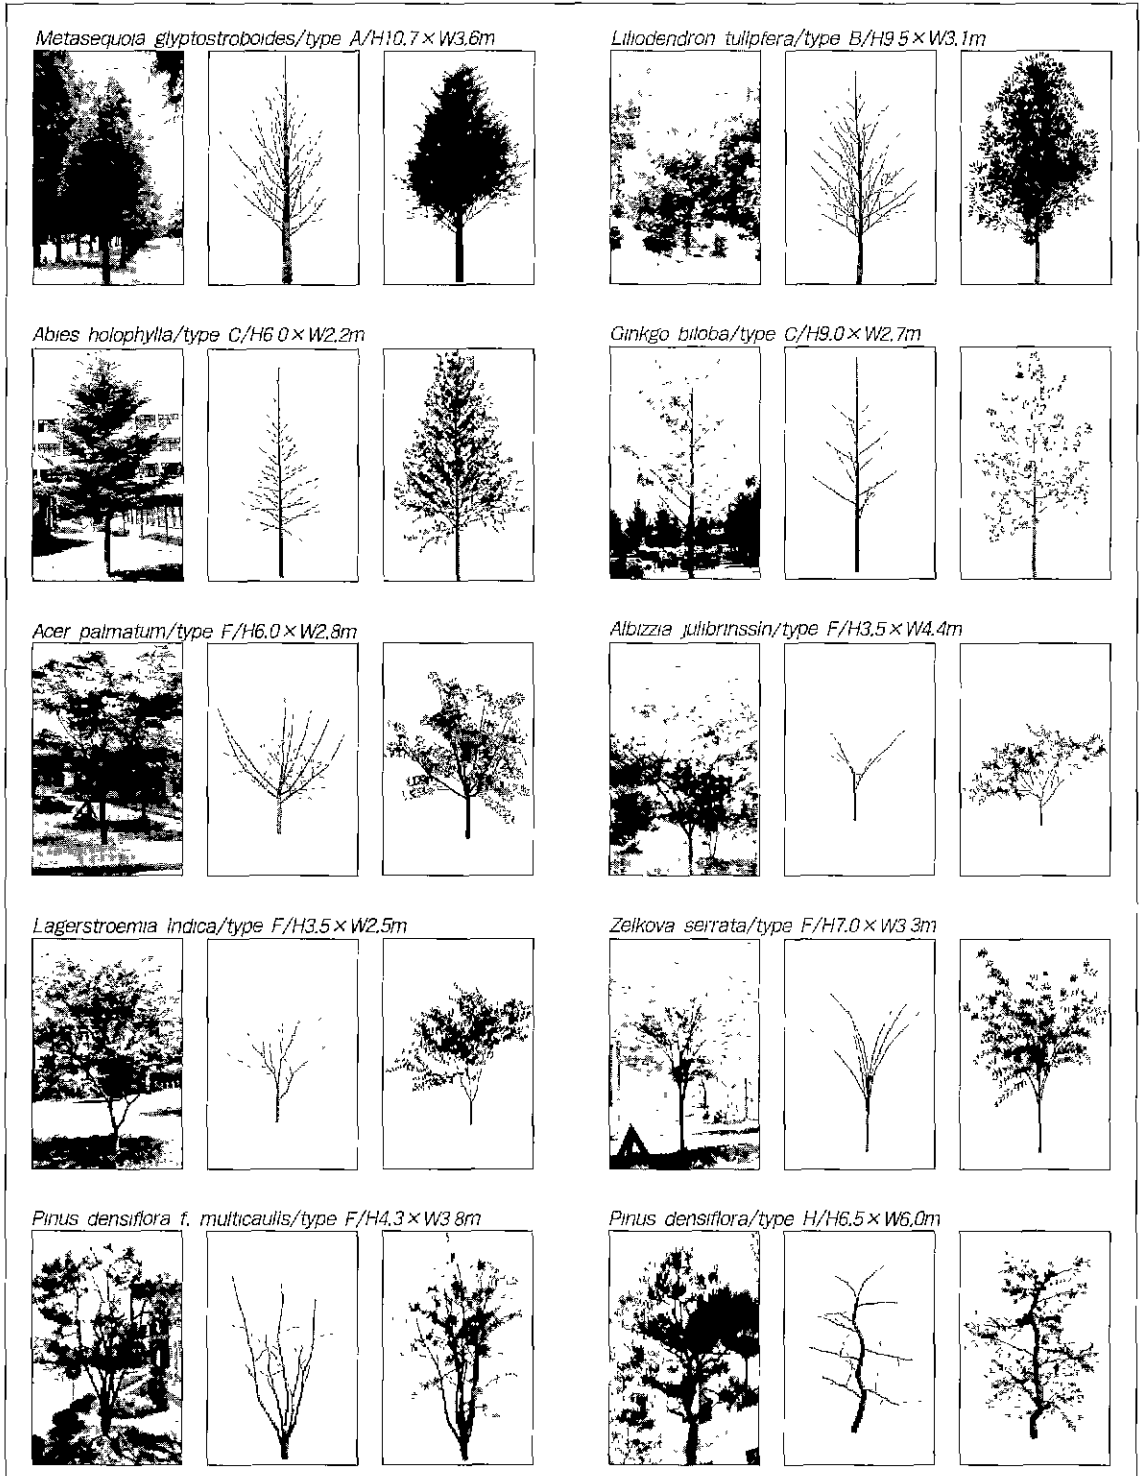 Metasequoia glyptostroboides/type A/H10.7×W3.6m
Liliodendron tulipfera/type B/H9 5×W3.1m
Abies holophylla/type C/H6 0×W2.2m
Ginkgo biloba/type C/H9.0×W2.7m
Acer palmatum/type F/H6.0×W2.8m
Albizzia julibrinssin/type F/H3.5×W4.4m
Lagerstroemia indica/type F/H3.5×W2.5m
Zelkova serrata/type F/H7.0×W3 3m
Pinus densiflora f. multicaulis/type F/H4.3×W3 8m
Pinus densiflora/type H/H6.5×W6.0m